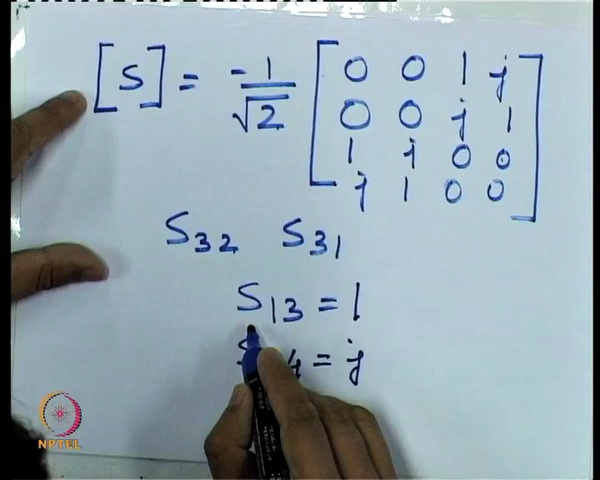 [S] = -1/√2 [0 0 1 j
0 0 j 1
1 j 0 0
j 1 0 0]
S32 S31
S13 = 1
4 = j
NPTEL